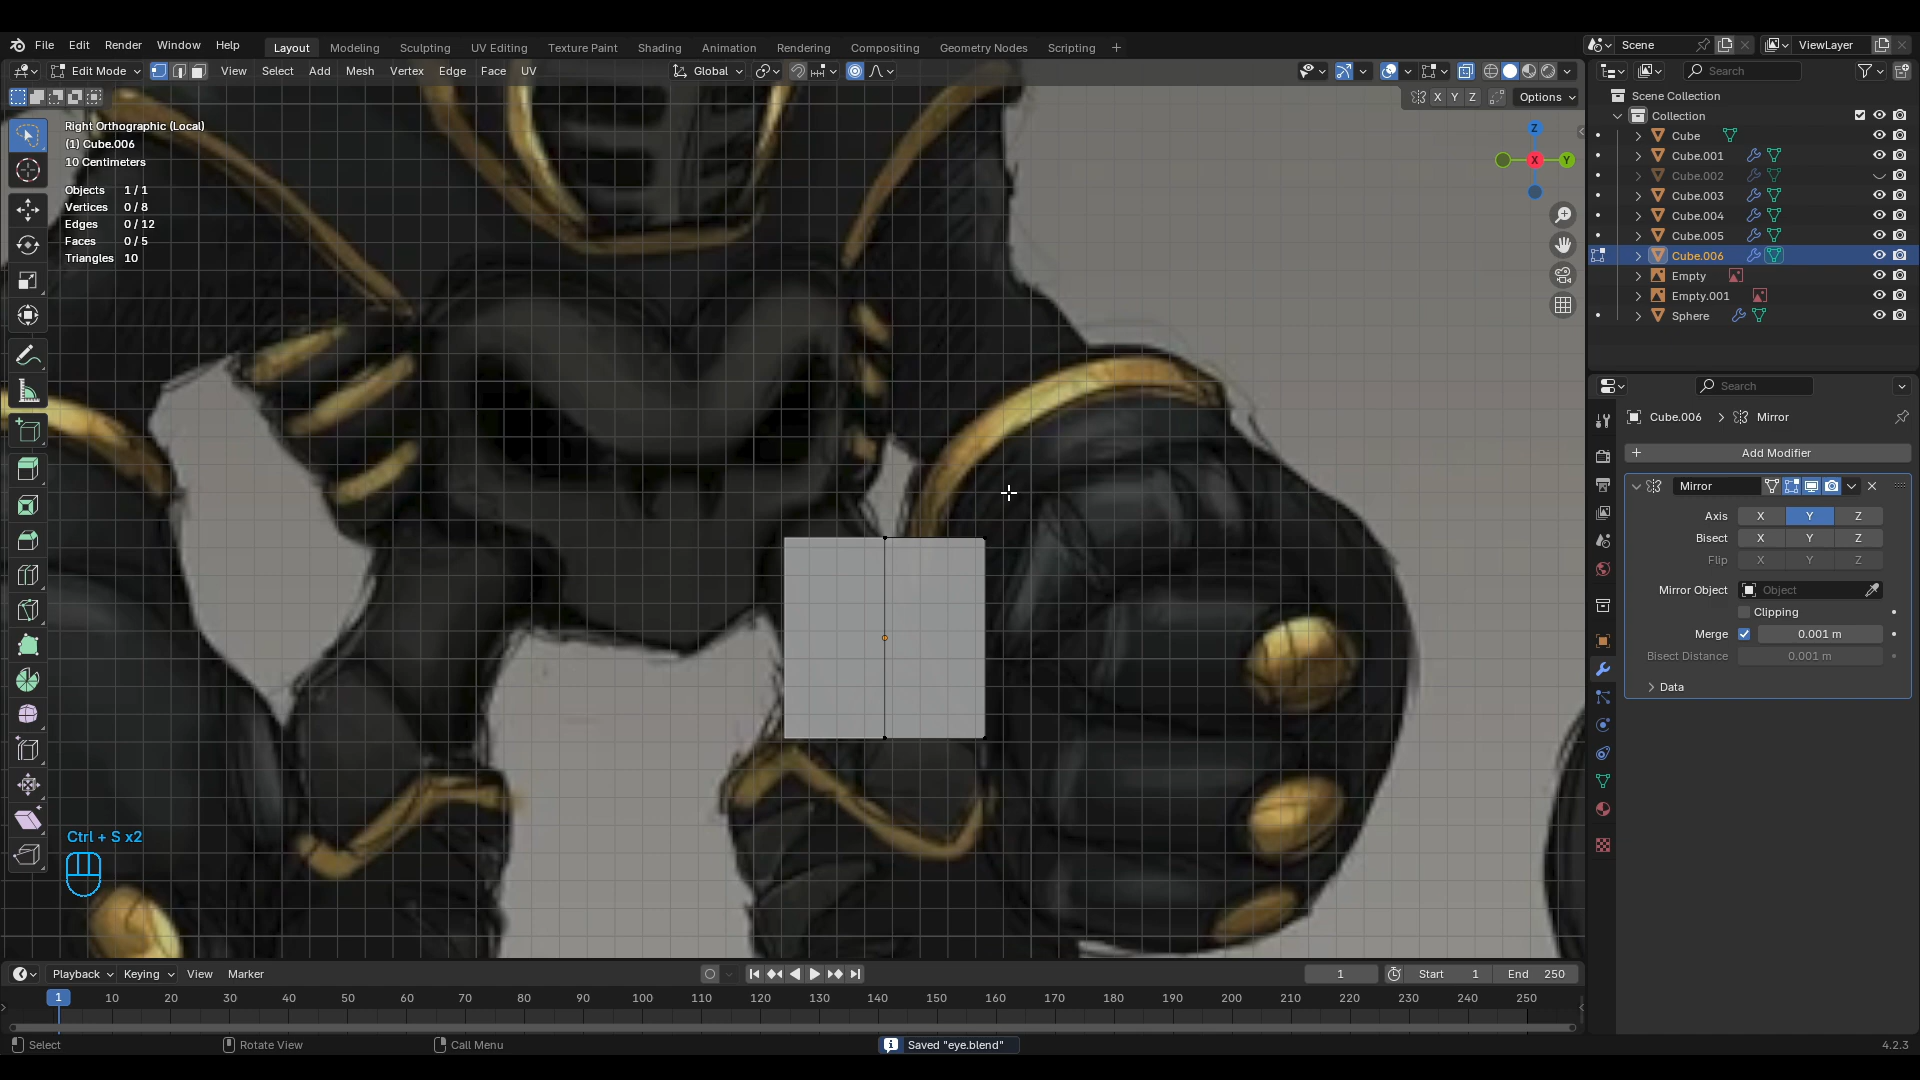 File Edit Render Window Help Layout Modeling Sculpting UV Editing Texture Paint Shading Animation Rendering Compositing Geometry Nodes Scripting + Scene ViewLayer
Edit Mode View Select Add Mesh Vertex Edge Face UV Global Search
X Y Z Options
Right Orthographic (Local)
(1) Cube.006
10 Centimeters
Objects 1 / 1
Vertices 0 / 8
Edges 0 / 12
Faces 0 / 5
Triangles 10
Z
X
Y
Scene Collection
Collection
Cube
Cube.001
Cube.002
Cube.003
Cube.004
Cube.005
Cube.006
Empty
Empty.001
Sphere
Search
Cube.006 > Mirror
+ Add Modifier
Mirror
Axis X Y Z
Bisect X Y Z
Flip X Y Z
Mirror Object Object
Clipping
Merge 0.001 m
Bisect Distance 0.001 m
Data
Ctrl + S x2
Playback Keying View Marker 1 Start 1 End 250
1 10 20 30 40 50 60 70 80 90 100 110 120 130 140 150 160 170 180 190 200 210 220 230 240 250
Select Rotate View Call Menu Saved "eye.blend" 4.2.3